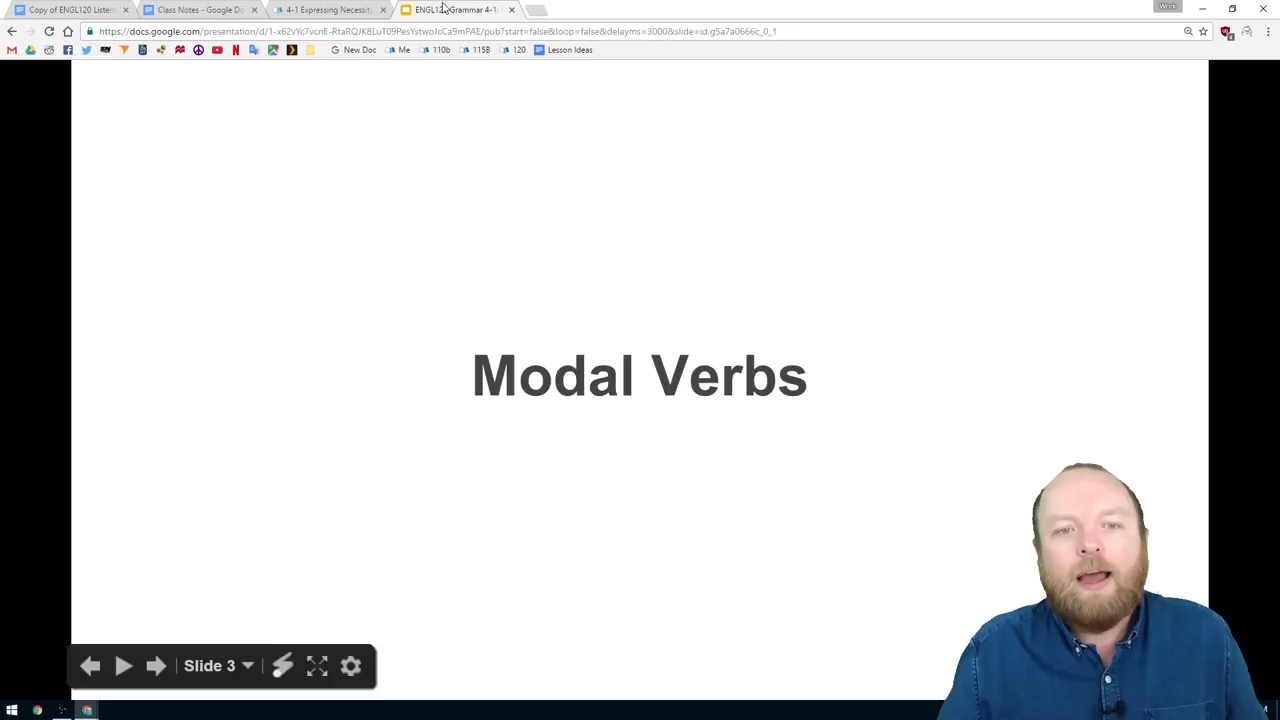 Copy of ENGL120 Listen
Class Notes - Google Do
4-1 Expressing Necessity
ENGL120 Grammar 4-1:
Work
https://docs.google.com/presentation/d/1-x62vYc7vcnE-RtaRQJK8LuT09PesYstwoJcCa9mPAE/pub?start=false&loop=false&delayms=3000&slide=id.g5a7a0666c_0_1
New Doc
Me
110b
115B
120
Lesson Ideas
Modal Verbs
Slide 3